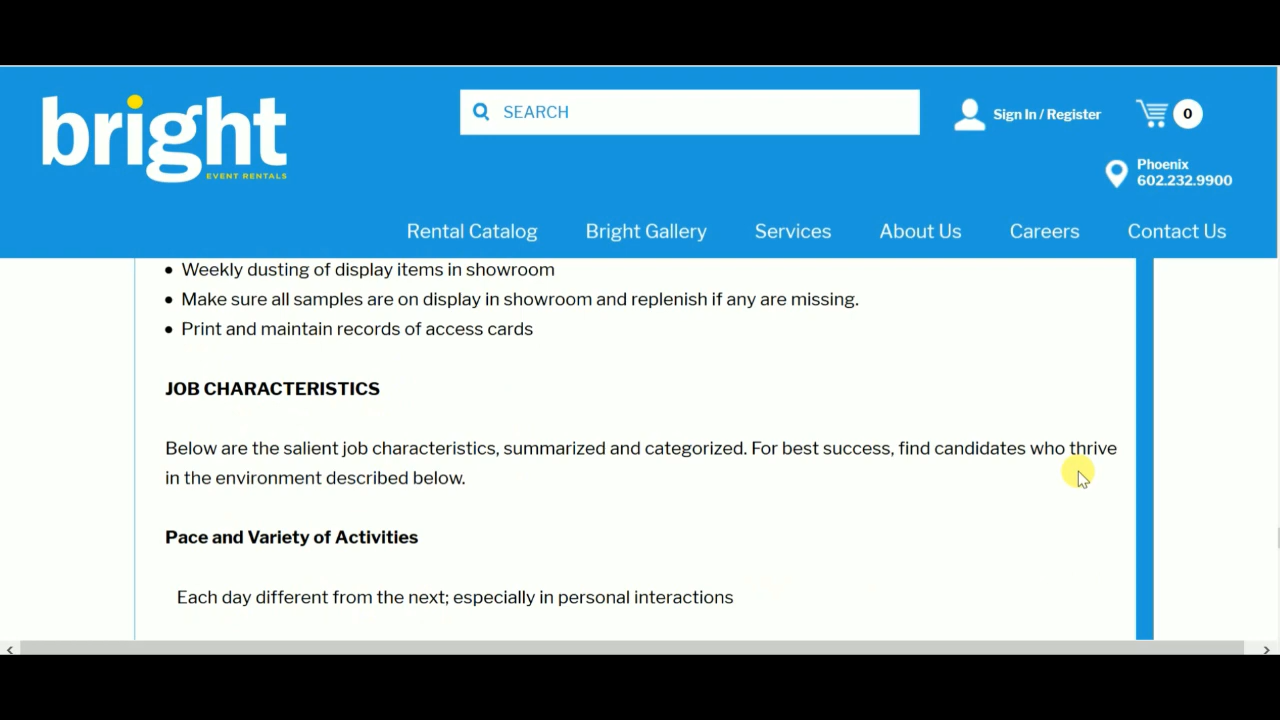 bright
EVENT RENTALS
SEARCH
Sign In / Register
0
Phoenix
602.232.9900
Rental Catalog
Bright Gallery
Services
About Us
Careers
Contact Us
• Weekly dusting of display items in showroom
• Make sure all samples are on display in showroom and replenish if any are missing.
• Print and maintain records of access cards
JOB CHARACTERISTICS
Below are the salient job characteristics, summarized and categorized. For best success, find candidates who thrive
in the environment described below.
Pace and Variety of Activities
Each day different from the next; especially in personal interactions